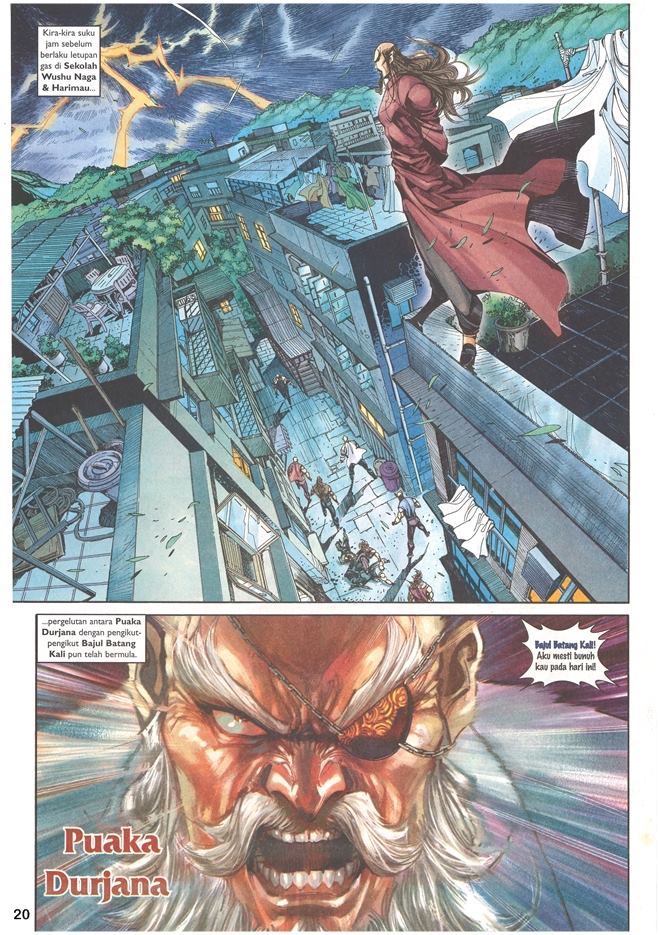 Kira-kira suku
jam sebelum
berlaku letupan
gas di Sekolah
Wushu Naga
& Harimau...
...pergelutan antara Puaka
Durjana dengan pengikut-
pengikut Bajul Batang
Kali pun telah bermula.
Bajul Batang Kali!
Aku mesti bunuh
kau pada hari ini!
Puaka
Durjana
20